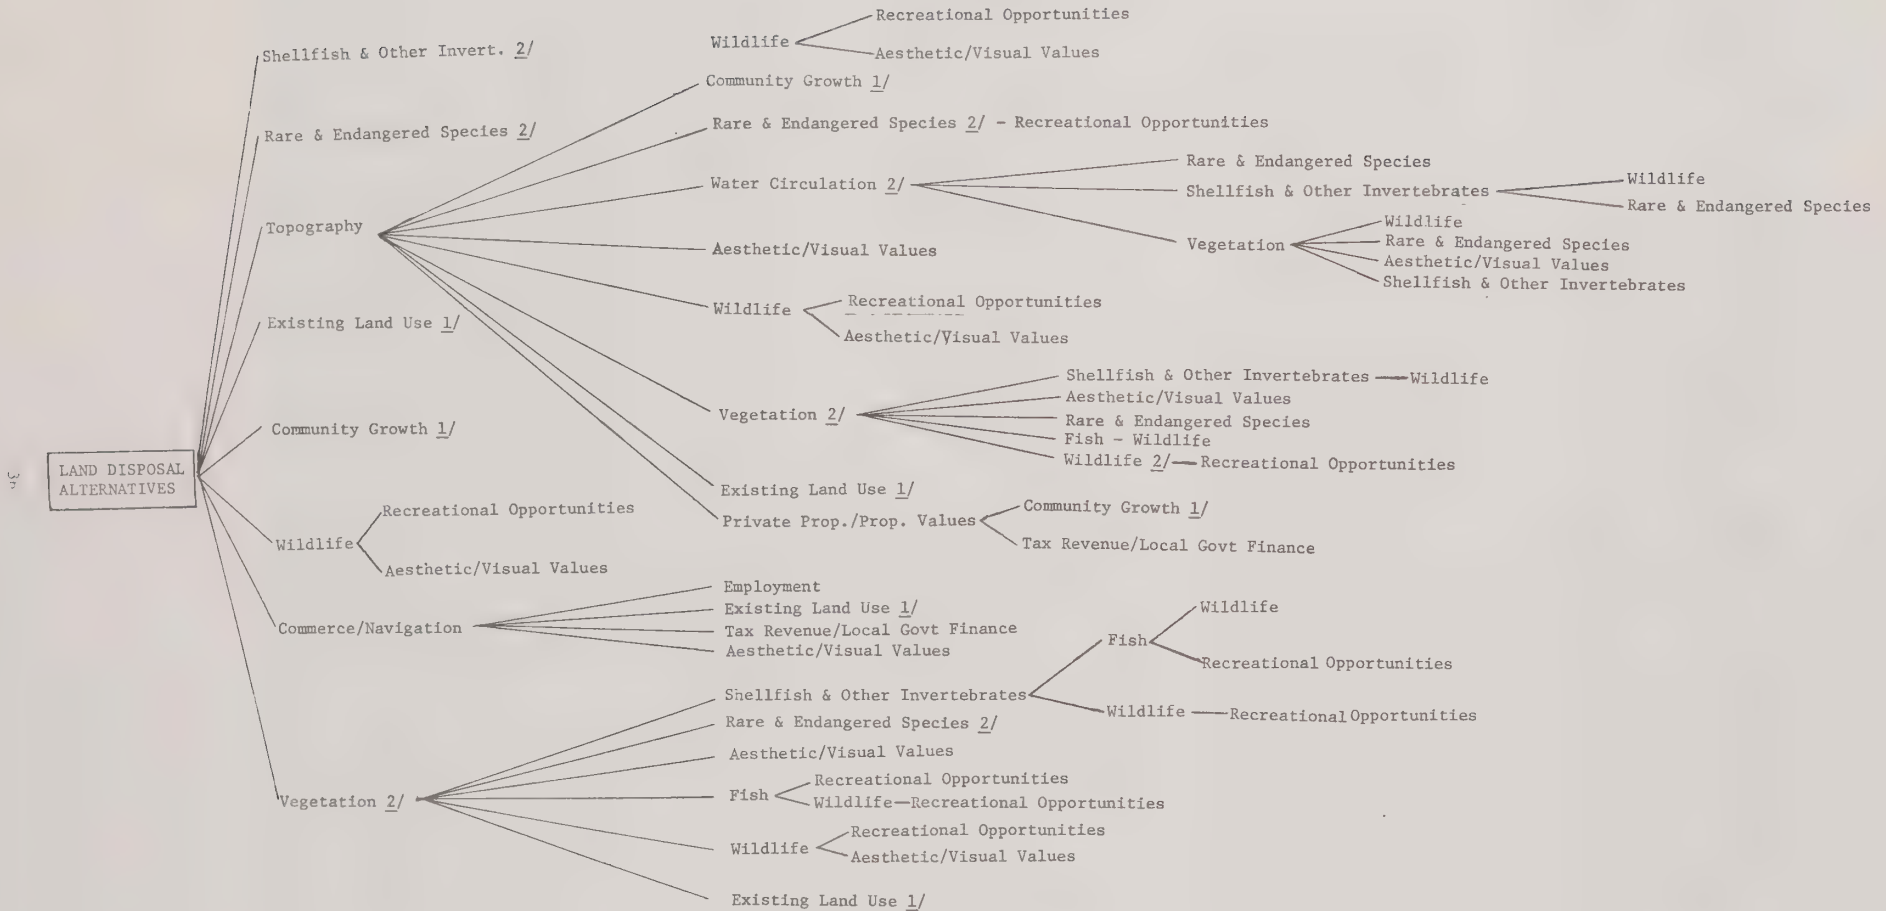 Recreational Opportunities
Wildlife
Aesthetic/Visual Values
Shellfish & Other Invert. 2/
Community Growth 1/
Rare & Endangered Species 2/
Rare & Endangered Species 2/ - Recreational Opportunities
Rare & Endangered Species
Water Circulation 2/
Shellfish & Other Invertebrates
Wildlife
Rare & Endangered Species
Topography
Vegetation
Wildlife
Rare & Endangered Species
Aesthetic/Visual Values
Shellfish & Other Invertebrates
Aesthetic/Visual Values
Wildlife
Recreational Opportunities
Aesthetic/Visual Values
Existing Land Use 1/
Vegetation 2/
Shellfish & Other Invertebrates — Wildlife
Aesthetic/Visual Values
Rare & Endangered Species
Fish - Wildlife
Wildlife 2/ — Recreational Opportunities
Community Growth 1/
LAND DISPOSAL
ALTERNATIVES
Existing Land Use 1/
Private Prop./Prop. Values
Community Growth 1/
Tax Revenue/Local Govt Finance
Wildlife
Recreational Opportunities
Aesthetic/Visual Values
Commerce/Navigation
Employment
Existing Land Use 1/
Tax Revenue/Local Govt Finance
Aesthetic/Visual Values
Vegetation 2/
Shellfish & Other Invertebrates
Fish
Wildlife
Recreational Opportunities
Wildlife — Recreational Opportunities
Rare & Endangered Species 2/
Aesthetic/Visual Values
Fish
Recreational Opportunities
Wildlife—Recreational Opportunities
Wildlife
Recreational Opportunities
Aesthetic/Visual Values
Existing Land Use 1/